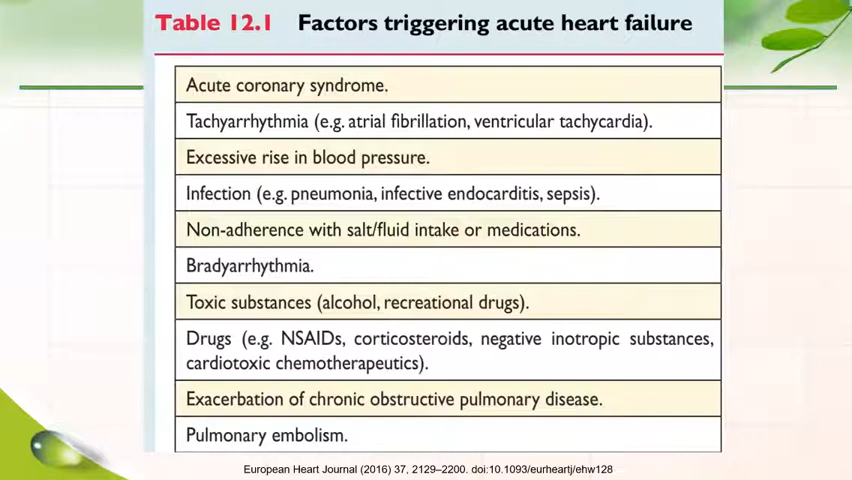 Table 12.1 Factors triggering acute heart failure
Acute coronary syndrome.
Tachyarrhythmia (e.g. atrial fibrillation, ventricular tachycardia).
Excessive rise in blood pressure.
Infection (e.g. pneumonia, infective endocarditis, sepsis).
Non-adherence with salt/fluid intake or medications.
Bradyarrhythmia.
Toxic substances (alcohol, recreational drugs).
Drugs (e.g. NSAIDs, corticosteroids, negative inotropic substances,
cardiotoxic chemotherapeutics).
Exacerbation of chronic obstructive pulmonary disease.
Pulmonary embolism.
European Heart Journal (2016) 37, 2129–2200. doi:10.1093/eurheartj/ehw128